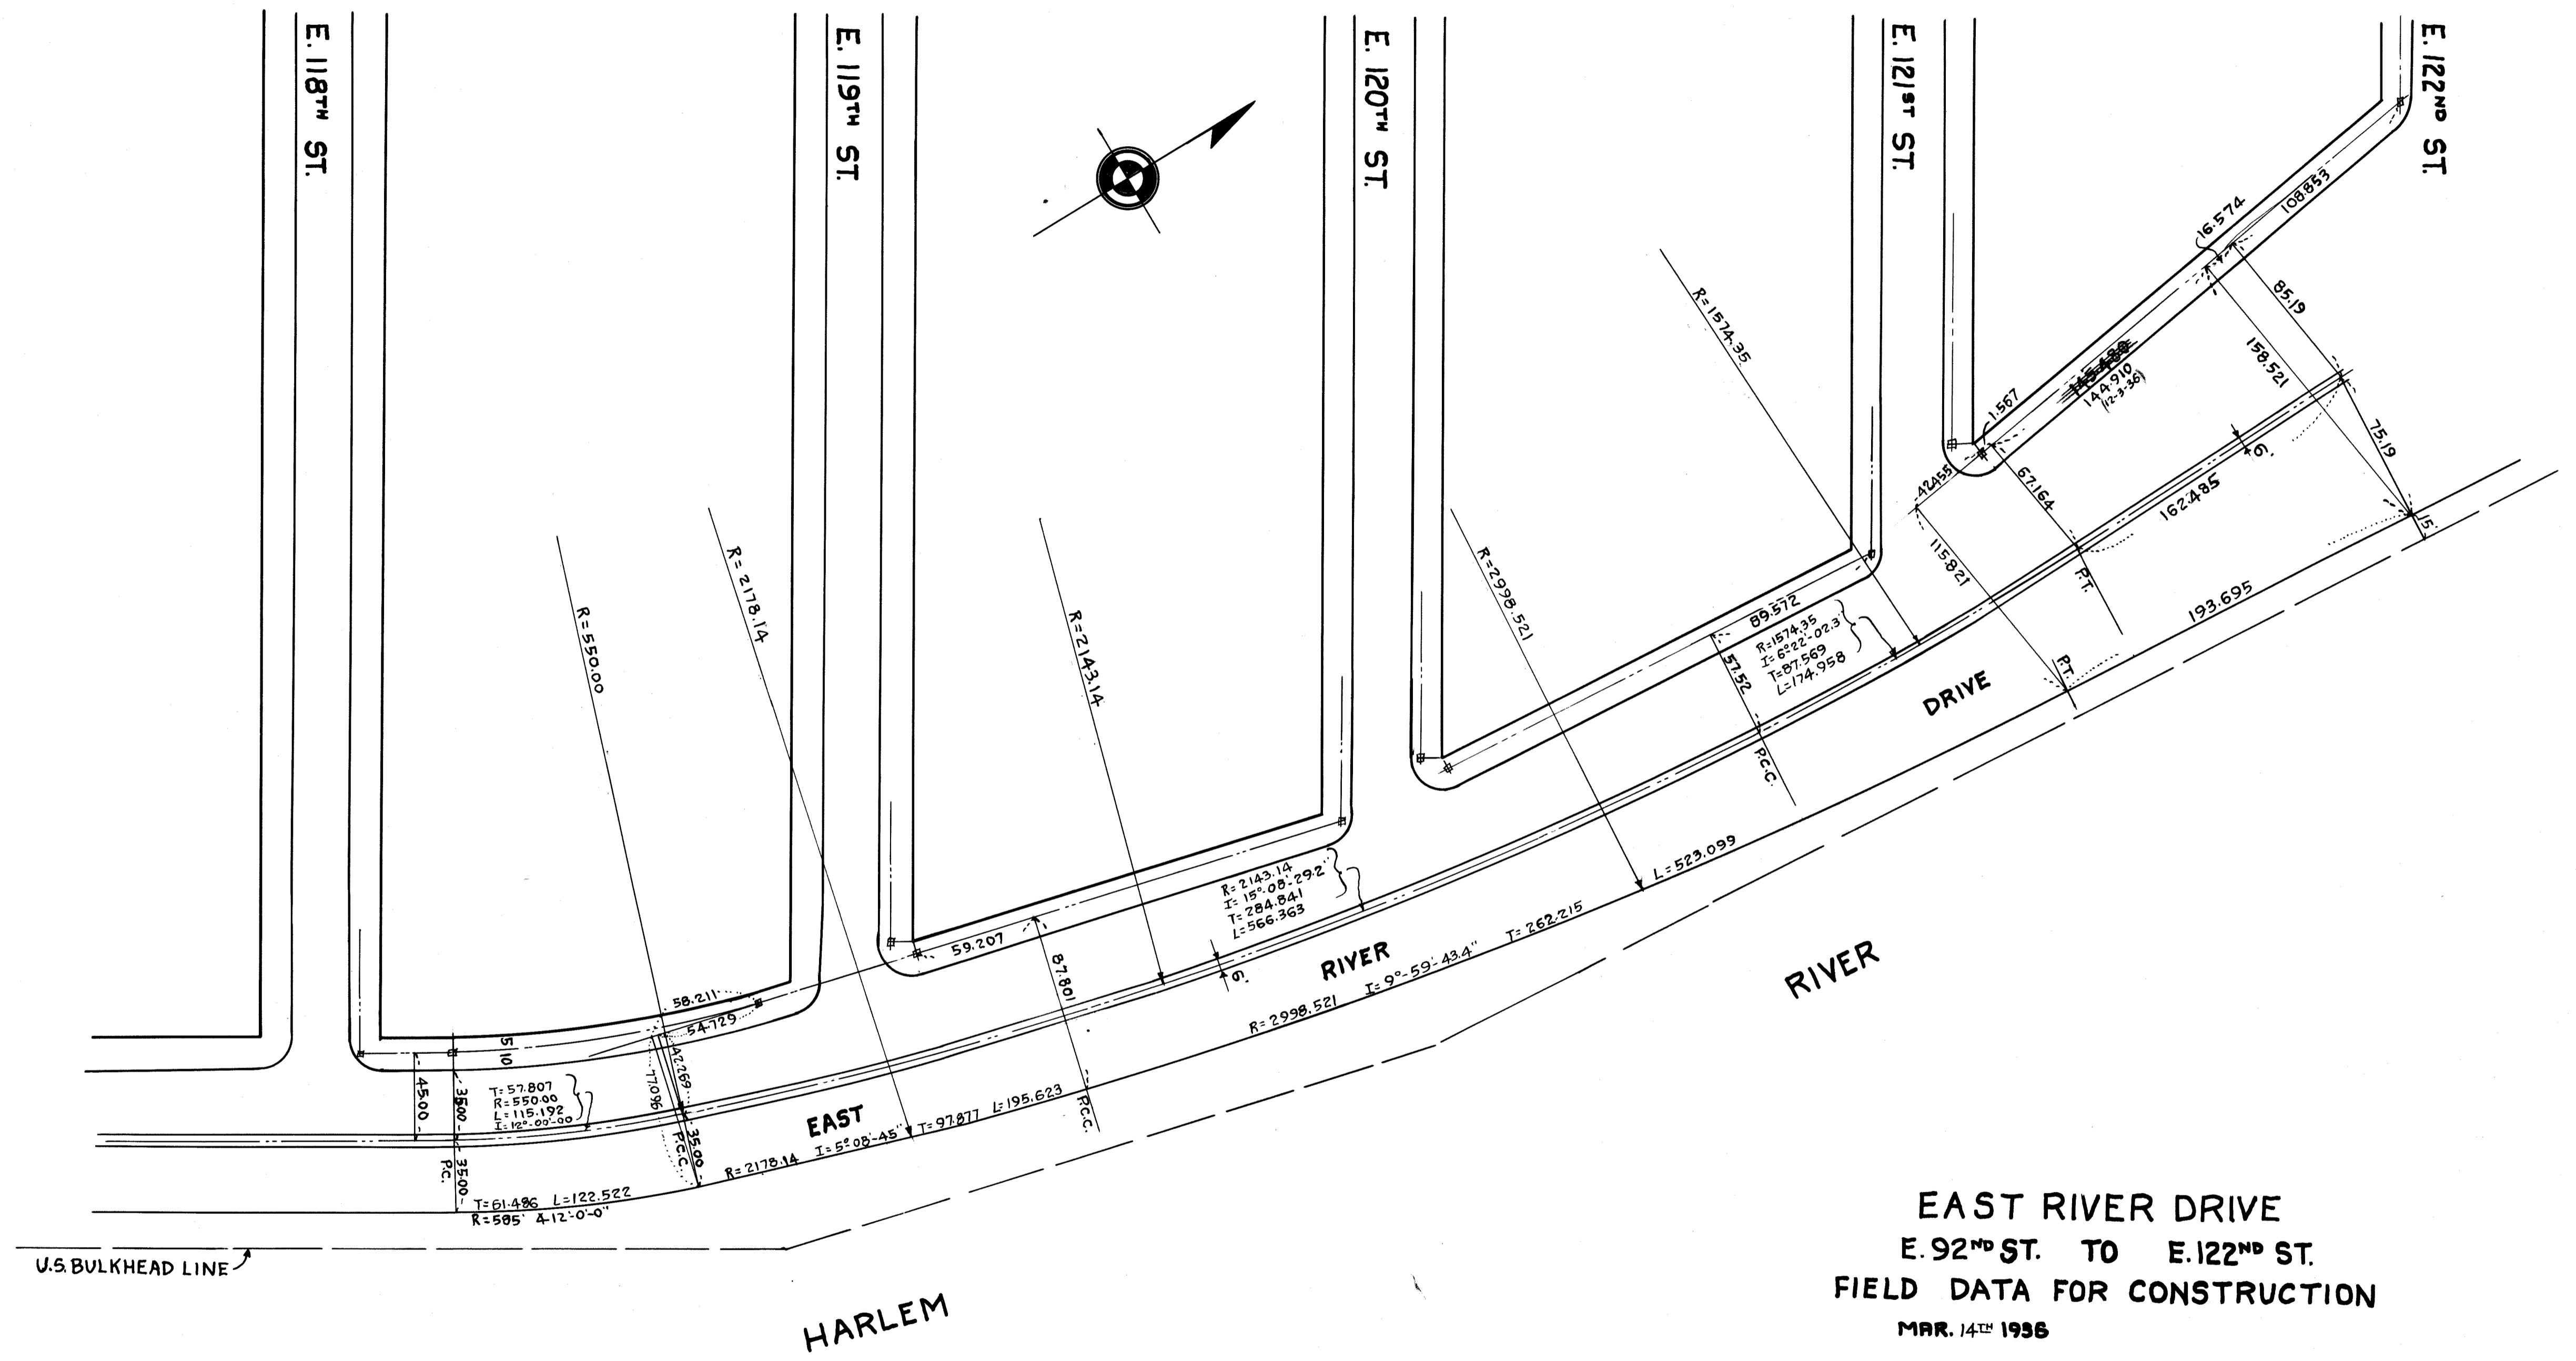 E. 118TH ST.
E. 119TH ST.
E. 120TH ST.
E. 121ST ST.
E. 122ND ST.
16.574
108.853
85.19
158.521
144.910
(12-3-36)
1.567
75.19
6'
42.455
67.164
162.485
15'
115.821
P.T.
P.T.
193.695
R=1574.35
R=550.00
R=2178.14
R=2143.14
R=2998.521
89.572
57.52
R=1574.35
I=6°22'-02.3"
T=87.569
L=174.958
P.C.C.
DRIVE
L=523.099
R=2143.14
I=15°-08'-29.2"
T=284.841
L=566.363
59.207
87.801
6'
RIVER
R=2998.521 I=9°-59'-43.4" T=262.215
RIVER
58.211
54.729
5 10
42.269
77.096
45.00
35.00
T=57.807
R=550.00
L=115.192
I=12°-00'-00"
P.C.
35.00
P.C.C.
35.00
EAST
R=2178.14 I=5°08'-45" T=97.877 L=195.623
P.C.C.
T=61.486 L=122.522
R=585' ∡12°-0'-0"
U.S. BULKHEAD LINE
HARLEM
EAST RIVER DRIVE
E. 92ND ST. TO E. 122ND ST.
FIELD DATA FOR CONSTRUCTION
MAR. 14TH 1936